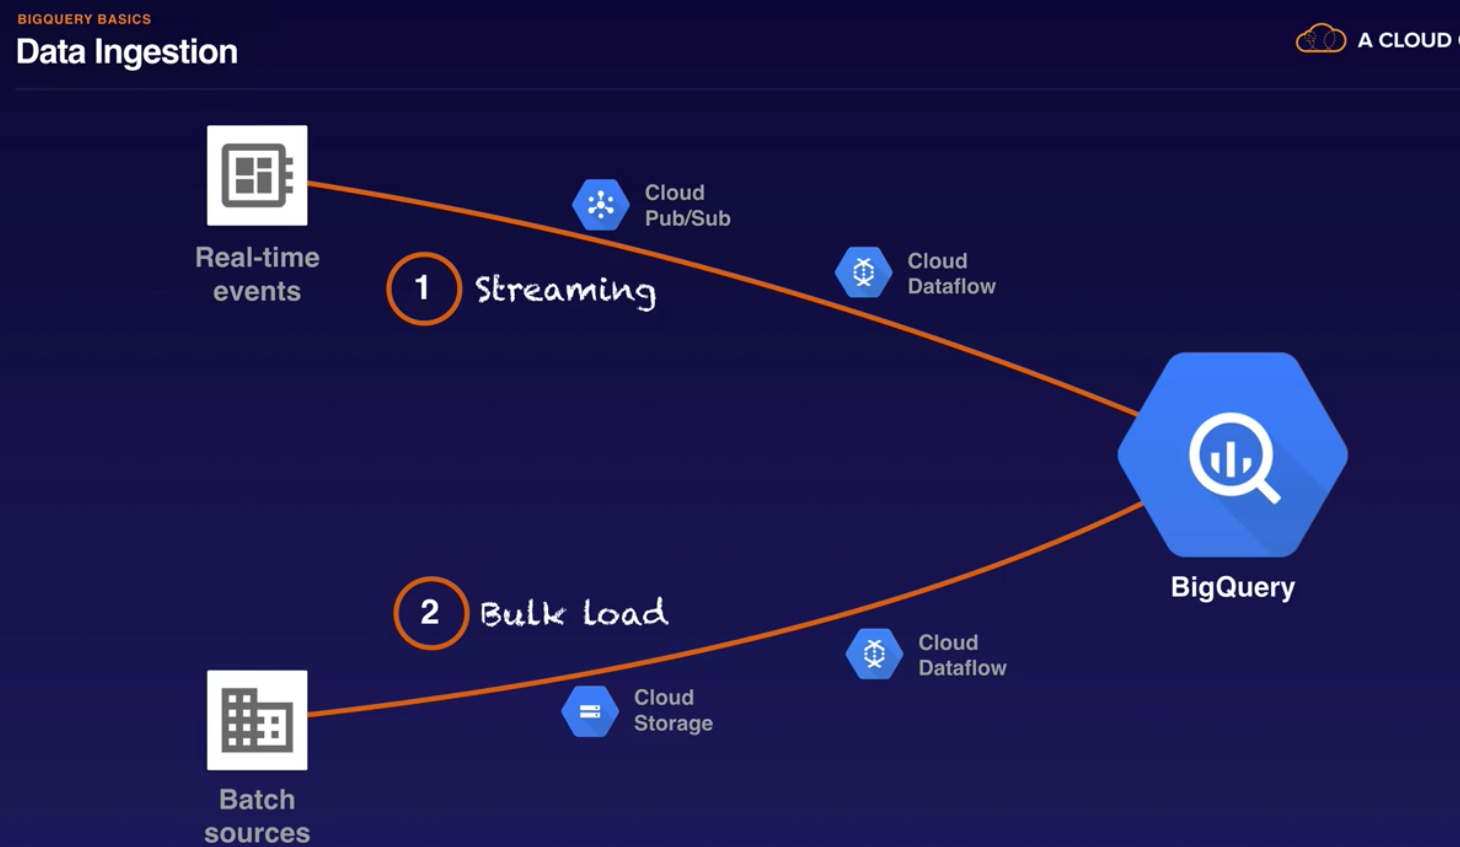 BIGQUERY BASICS
Data Ingestion
A CLOUD
Real-time
events
1 Streaming
Cloud
Pub/Sub
Cloud
Dataflow
BigQuery
2 Bulk load
Cloud
Dataflow
Cloud
Storage
Batch
sources